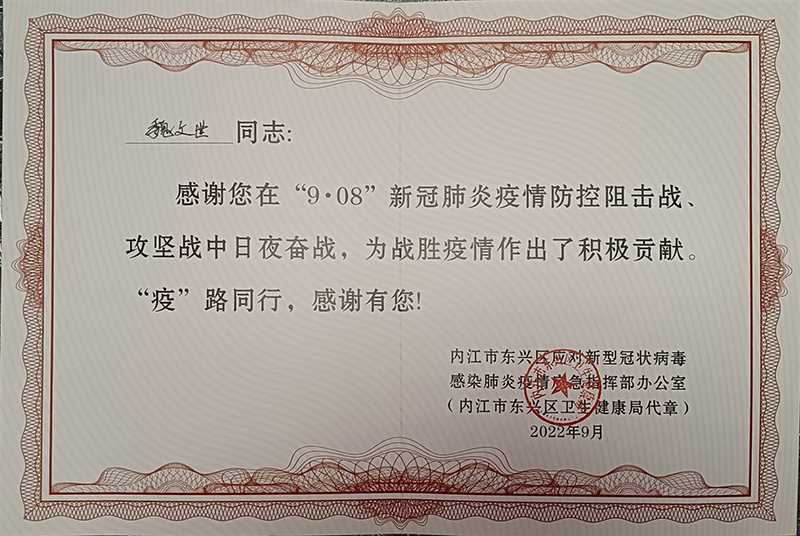 魏文世 同志:
感谢您在“9·08”新冠肺炎疫情防控阻击战、
攻坚战中日夜奋战，为战胜疫情作出了积极贡献。
“疫”路同行，感谢有您!
内江市东兴区应对新型冠状病毒
感染肺炎疫情应急指挥部办公室
（内江市东兴区卫生健康局代章）
2022年9月